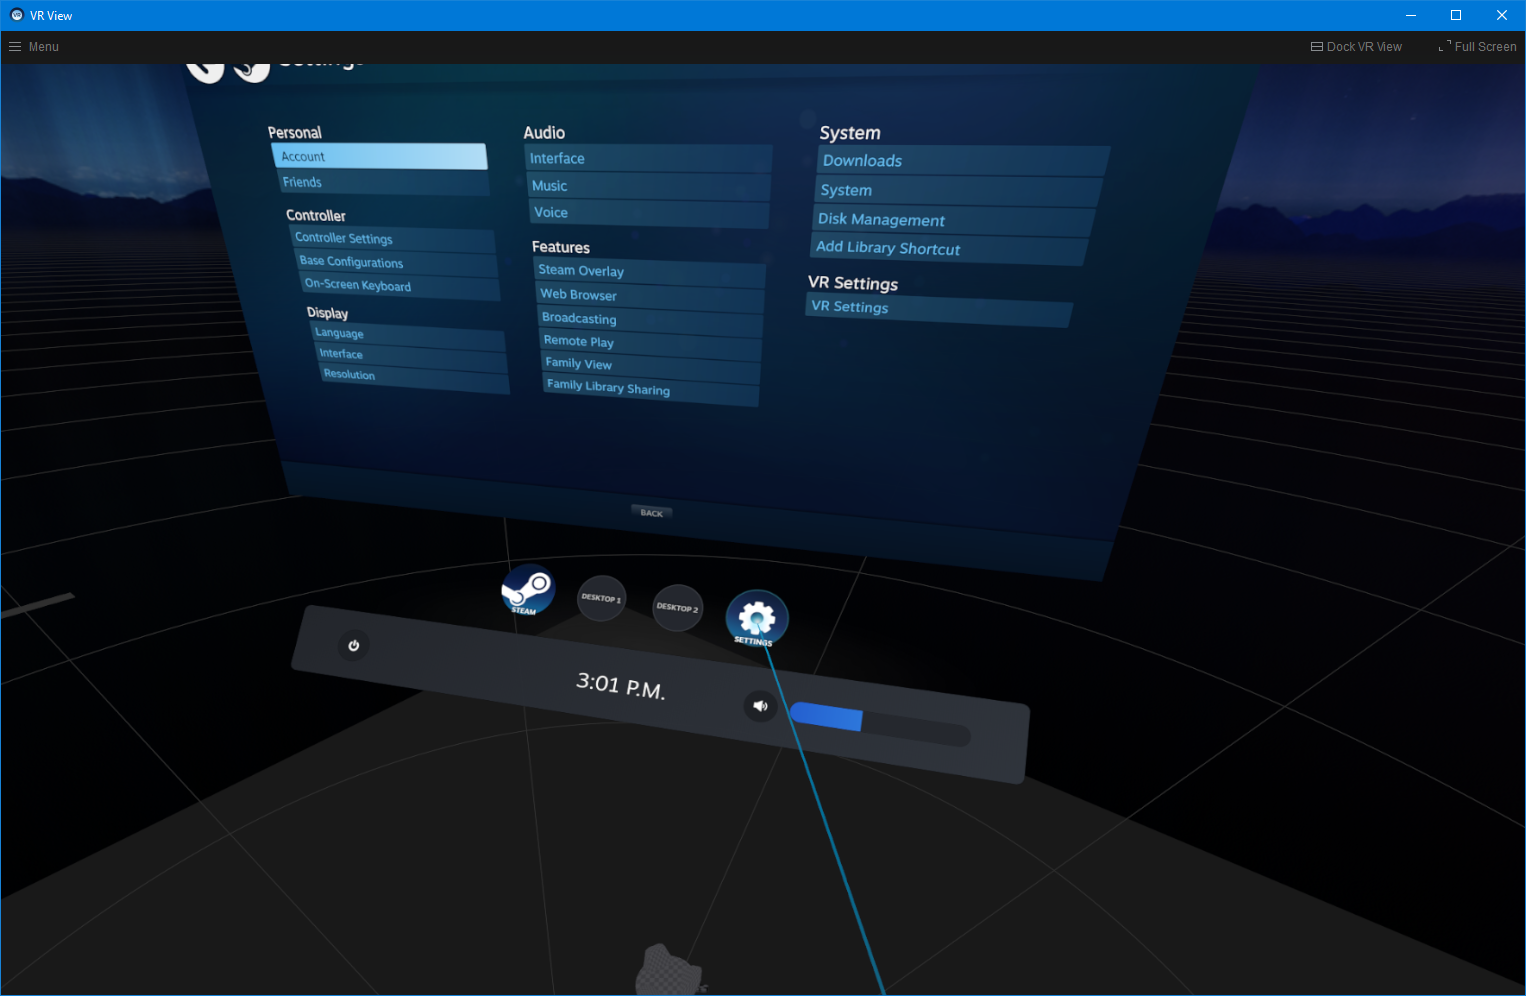 VR View
Menu
Dock VR View
Full Screen
Settings
Personal
Account
Friends
Controller
Controller Settings
Base Configurations
On-Screen Keyboard
Display
Language
Interface
Resolution
Audio
Interface
Music
Voice
Features
Steam Overlay
Web Browser
Broadcasting
Remote Play
Family View
Family Library Sharing
System
Downloads
System
Disk Management
Add Library Shortcut
VR Settings
VR Settings
BACK
STEAM
DESKTOP 1
DESKTOP 2
SETTINGS
3:01 P.M.